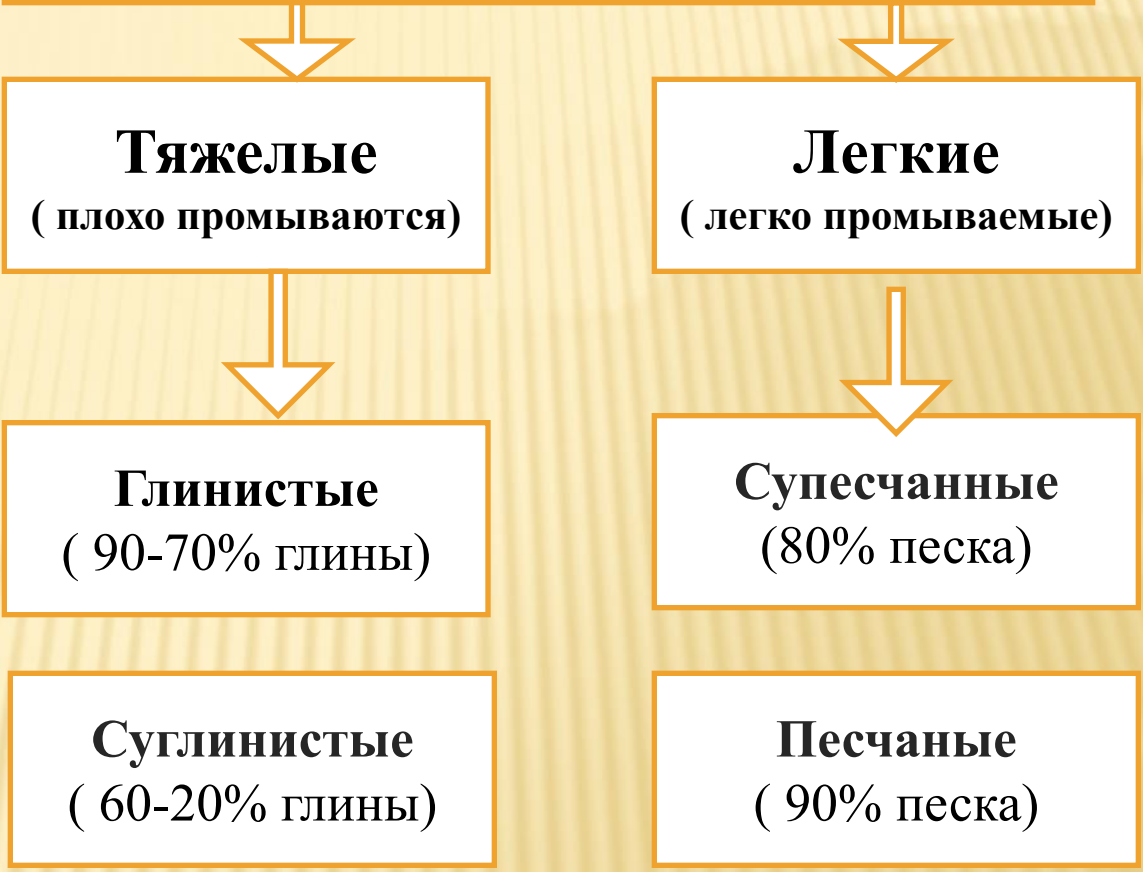 Тяжелые
( плохо промываются)
Легкие
( легко промываемые)
Глинистые
( 90-70% глины)
Супесчанные
(80% песка)
Суглинистые
( 60-20% глины)
Песчаные
( 90% песка)